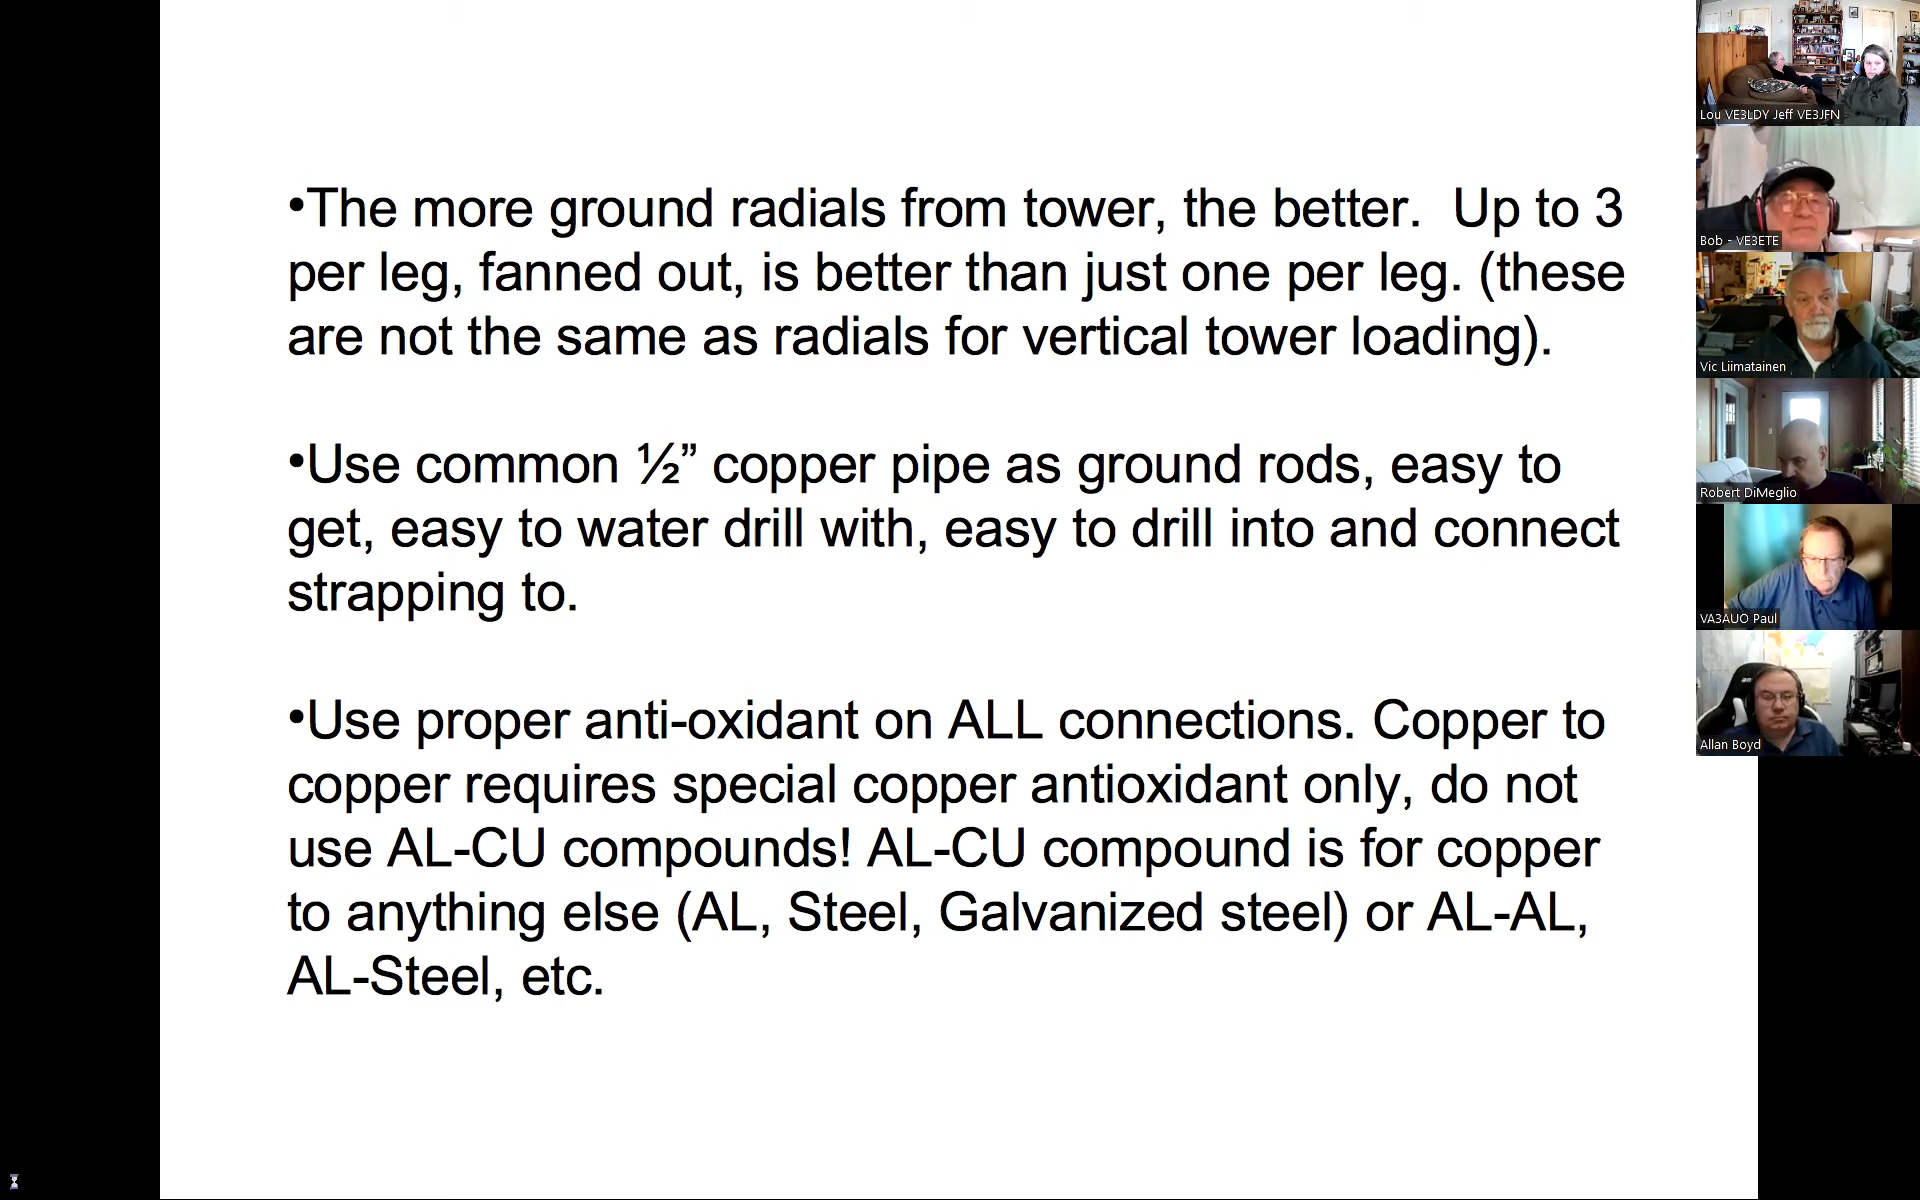 •The more ground radials from tower, the better.  Up to 3
per leg, fanned out, is better than just one per leg. (these
are not the same as radials for vertical tower loading).
•Use common ½” copper pipe as ground rods, easy to
get, easy to water drill with, easy to drill into and connect
strapping to.
•Use proper anti-oxidant on ALL connections. Copper to
copper requires special copper antioxidant only, do not
use AL-CU compounds! AL-CU compound is for copper
to anything else (AL, Steel, Galvanized steel) or AL-AL,
AL-Steel, etc.
Lou VE3LDY Jeff VE3JFN
Bob - VE3ETE
Vic Liimatainen
Robert DiMeglio
VA3AUO Paul
Allan Boyd